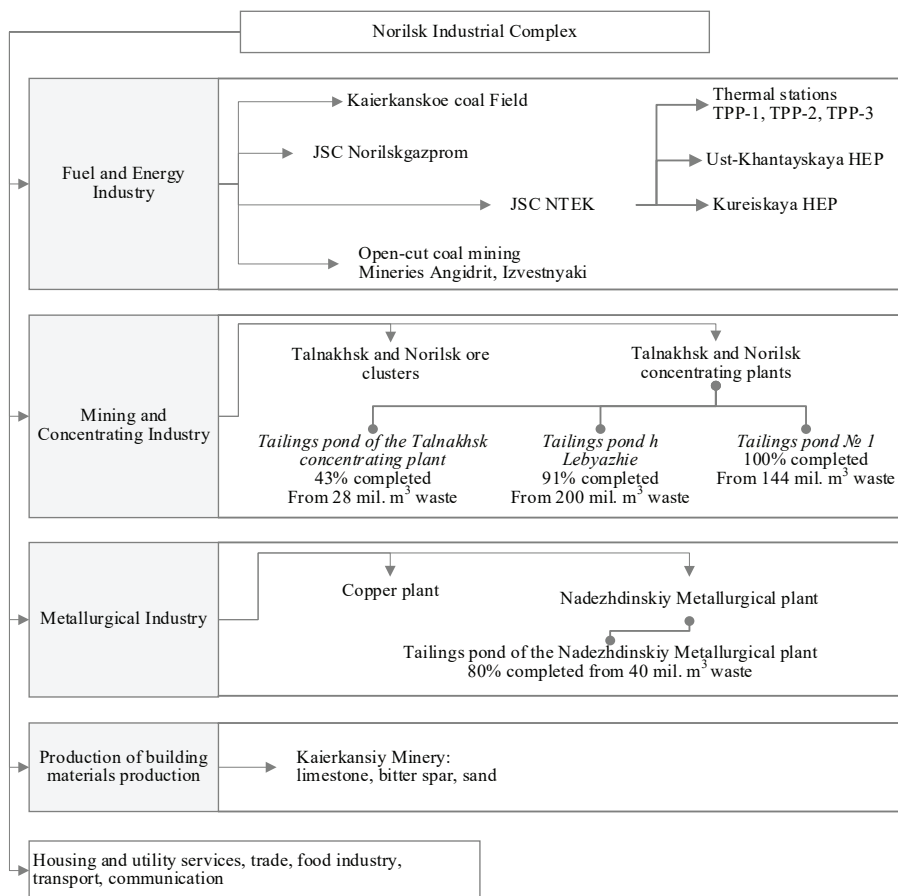 Norilsk Industrial Complex
Fuel and Energy
Industry
Kaierkanskoe coal Field
JSC Norilskgazprom
JSC NTEK
Open-cut coal mining
Mineries Angidrit, Izvestnyaki
Thermal stations
TPP-1, TPP-2, TPP-3
Ust-Khantayskaya HEP
Kureiskaya HEP
Mining and
Concentrating Industry
Talnakhsk and Norilsk ore
clusters
Talnakhsk and Norilsk
concentrating plants
Tailings pond of the Talnakhsk
concentrating plant
43% completed
From 28 mil. m³ waste
Tailings pond h
Lebyazhie
91% completed
From 200 mil. m³ waste
Tailings pond № 1
100% completed
From 144 mil. m³ waste
Metallurgical Industry
Copper plant
Nadezhdinskiy Metallurgical plant
Tailings pond of the Nadezhdinskiy Metallurgical plant
80% completed from 40 mil. m³ waste
Production of building
materials production
Kaierkansiy Minery:
limestone, bitter spar, sand
Housing and utility services, trade, food industry,
transport, communication